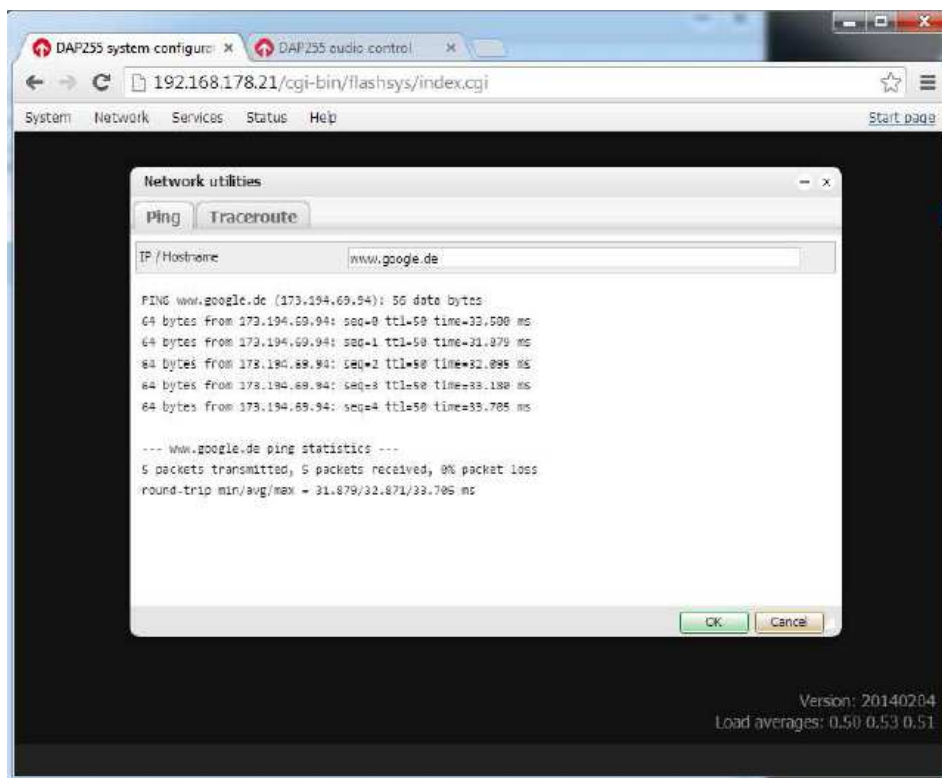 DAP255 system configura
DAP255 audio control
192.168.178.21/cgi-bin/flashsys/index.cgi
System Network Services Status Help
Start page
Network utilities
Ping Traceroute
IP / Hostname www.google.de
PING www.google.de (173.194.69.94): 56 data bytes
64 bytes from 173.194.69.94: seq=0 ttl=50 time=33.500 ms
64 bytes from 173.194.69.94: seq=1 ttl=50 time=31.879 ms
64 bytes from 173.194.69.94: seq=2 ttl=50 time=32.095 ms
64 bytes from 173.194.69.94: seq=3 ttl=50 time=33.180 ms
64 bytes from 173.194.69.94: seq=4 ttl=50 time=33.705 ms
--- www.google.de ping statistics ---
5 packets transmitted, 5 packets received, 0% packet loss
round-trip min/avg/max = 31.879/32.871/33.705 ms
OK Cancel
Version: 20140204
Load averages: 0.50 0.53 0.51